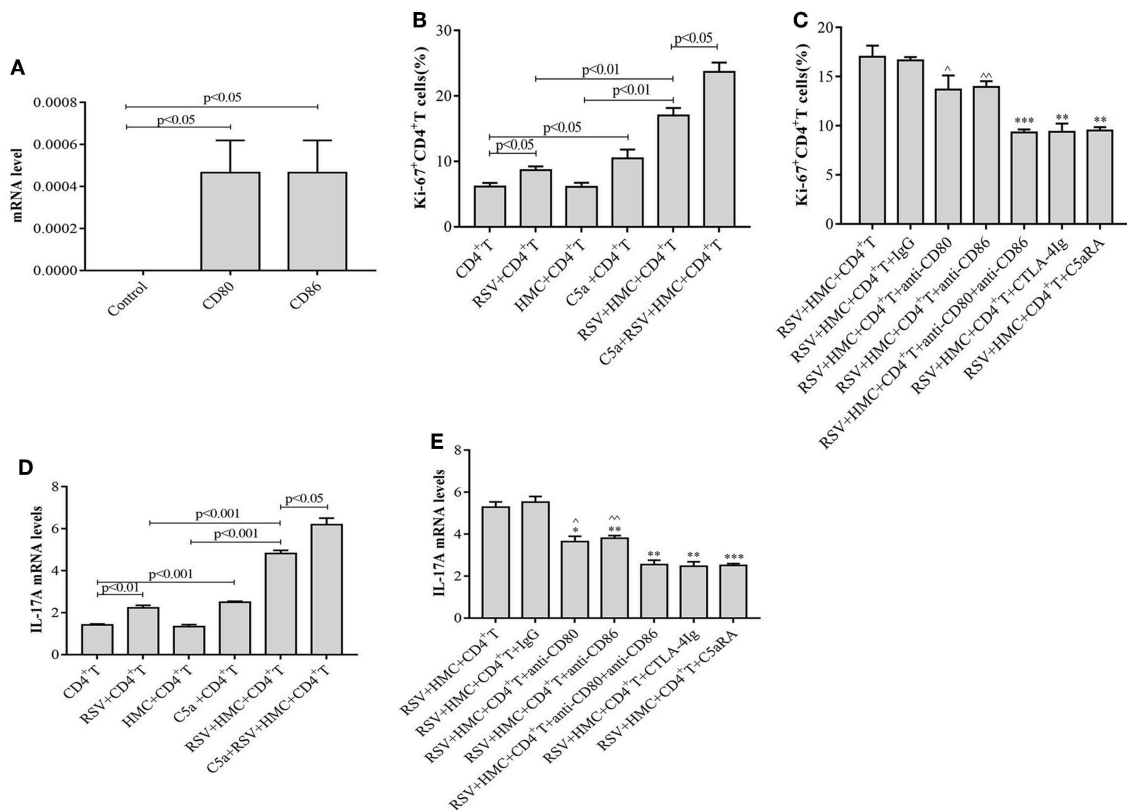 A
mRNA level
0.0008
0.0006
0.0004
0.0002
0.0000
p<0.05
p<0.05
Control
CD80
CD86
B
Ki-67⁺CD4⁺T cells(%)
30
20
10
0
p<0.05
p<0.01
p<0.01
p<0.05
p<0.05
CD4⁺T
RSV+CD4⁺T
HMC+CD4⁺T
C5a+CD4⁺T
RSV+HMC+CD4⁺T
C5a+RSV+HMC+CD4⁺T
C
Ki-67⁺CD4⁺T cells(%)
20
15
10
5
0
^
^^
***
**
**
RSV+HMC+CD4⁺T
RSV+HMC+CD4⁺T+IgG
RSV+HMC+CD4⁺T+anti-CD80
RSV+HMC+CD4⁺T+anti-CD86
RSV+HMC+CD4⁺T+anti-CD80+anti-CD86
RSV+HMC+CD4⁺T+CTLA-4Ig
RSV+HMC+CD4⁺T+C5aRA
D
IL-17A mRNA levels
8
6
4
2
0
p<0.05
p<0.001
p<0.001
p<0.001
p<0.01
CD4⁺T
RSV+CD4⁺T
HMC+CD4⁺T
C5a+CD4⁺T
RSV+HMC+CD4⁺T
C5a+RSV+HMC+CD4⁺T
E
IL-17A mRNA levels
8
6
4
2
0
^
*
^^
**
**
**
***
RSV+HMC+CD4⁺T
RSV+HMC+CD4⁺T+IgG
RSV+HMC+CD4⁺T+anti-CD80
RSV+HMC+CD4⁺T+anti-CD86
RSV+HMC+CD4⁺T+anti-CD80+anti-CD86
RSV+HMC+CD4⁺T+CTLA-4Ig
RSV+HMC+CD4⁺T+C5aRA